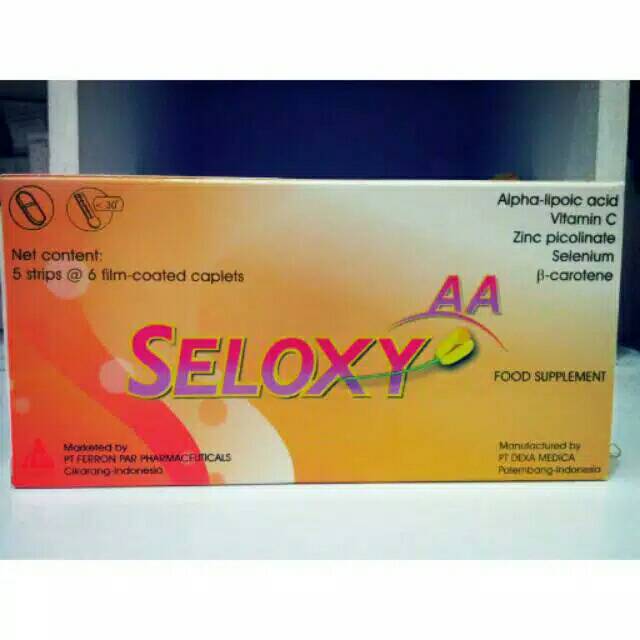 < 30°
Net content:
5 strips @ 6 film-coated caplets
Alpha-lipoic acid
Vitamin C
Zinc picolinate
Selenium
β-carotene
AA
SELOXY
FOOD SUPPLEMENT
Marketed by
PT FERRON PAR PHARMACEUTICALS
Cikarang-Indonesia
Manufactured by
PT DEXA MEDICA
Palembang-Indonesia